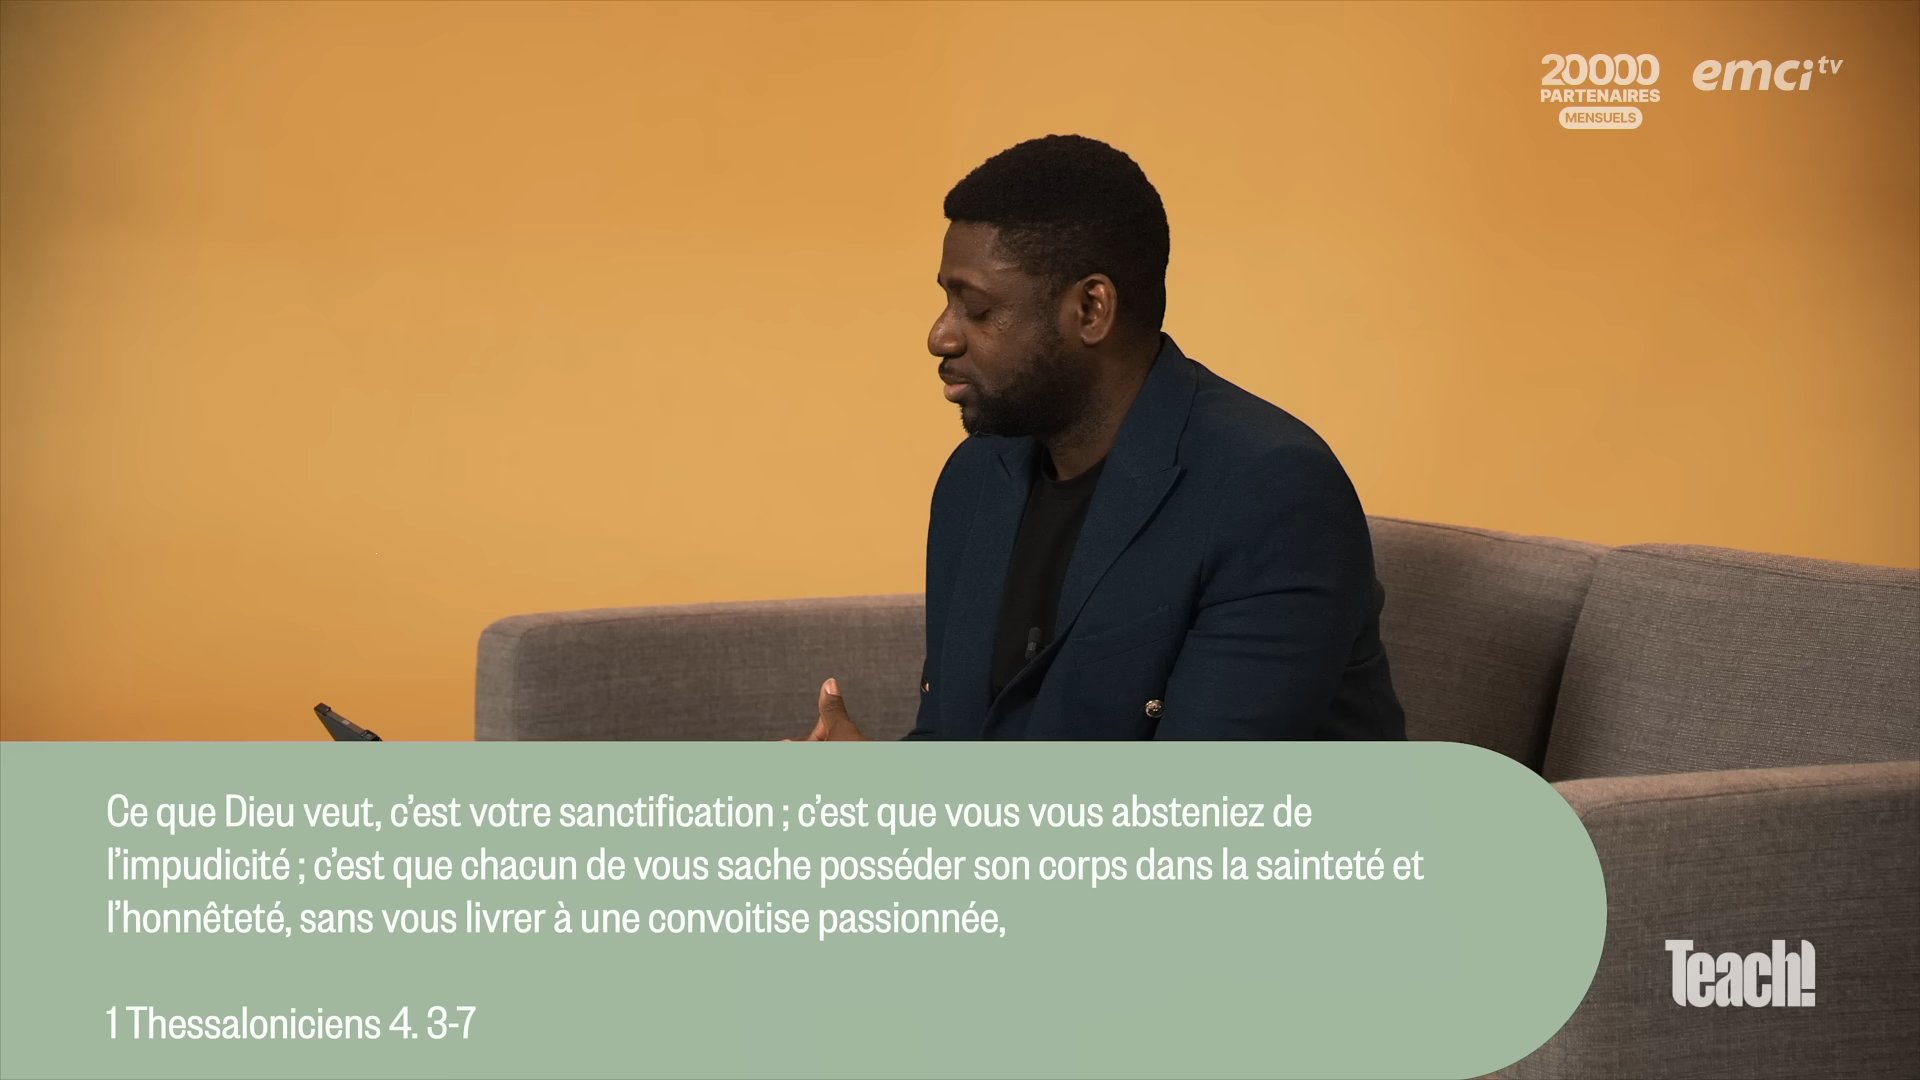 20000
PARTENAIRES
MENSUELS
emci tv
Ce que Dieu veut, c’est votre sanctification ; c’est que vous vous absteniez de
l’impudicité ; c’est que chacun de vous sache posséder son corps dans la sainteté et
l’honnêteté, sans vous livrer à une convoitise passionnée,
1 Thessaloniciens 4. 3-7
Teach!